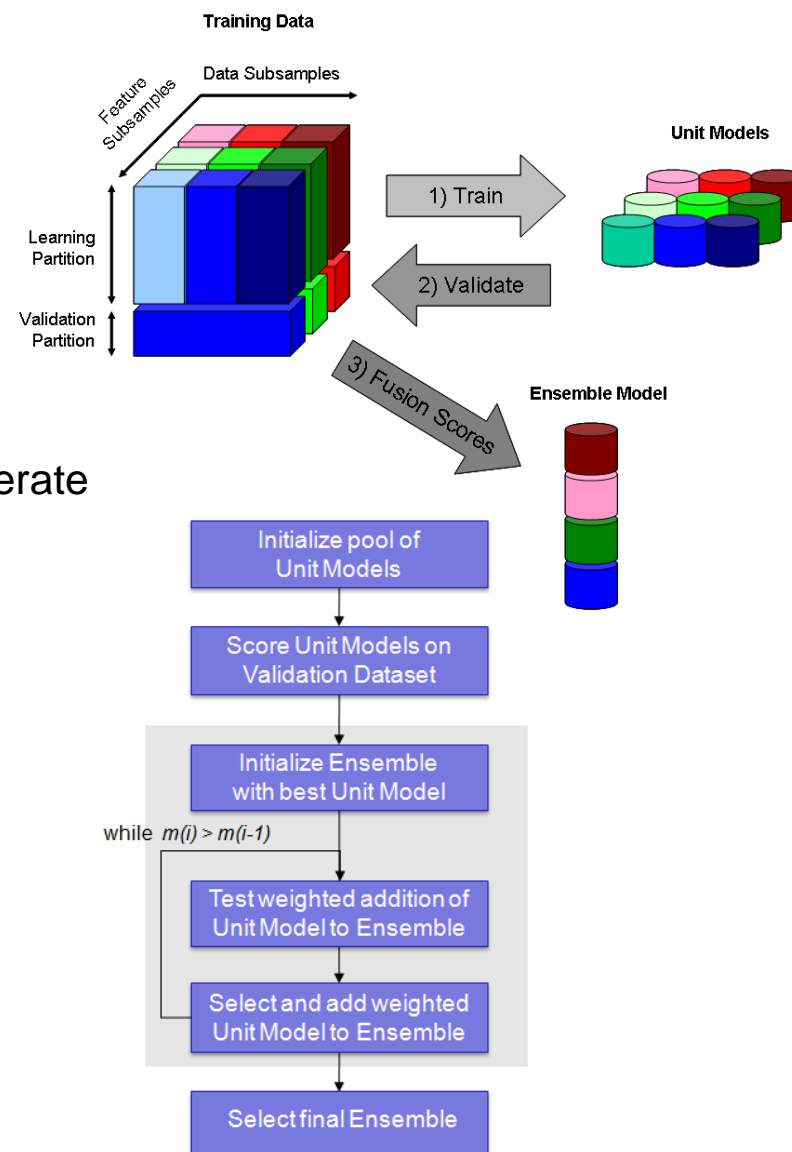 Training Data
Data Subsamples
Feature
Subsamples
Unit Models
1) Train
Learning
Partition
2) Validate
Validation
Partition
3) Fusion Scores
Ensemble Model
erate
Initialize pool of
Unit Models
Score Unit Models on
Validation Dataset
Initialize Ensemble
with best Unit Model
while m(i) > m(i-1)
Test weighted addition of
Unit Model to Ensemble
Select and add weighted
Unit Model to Ensemble
Select final Ensemble